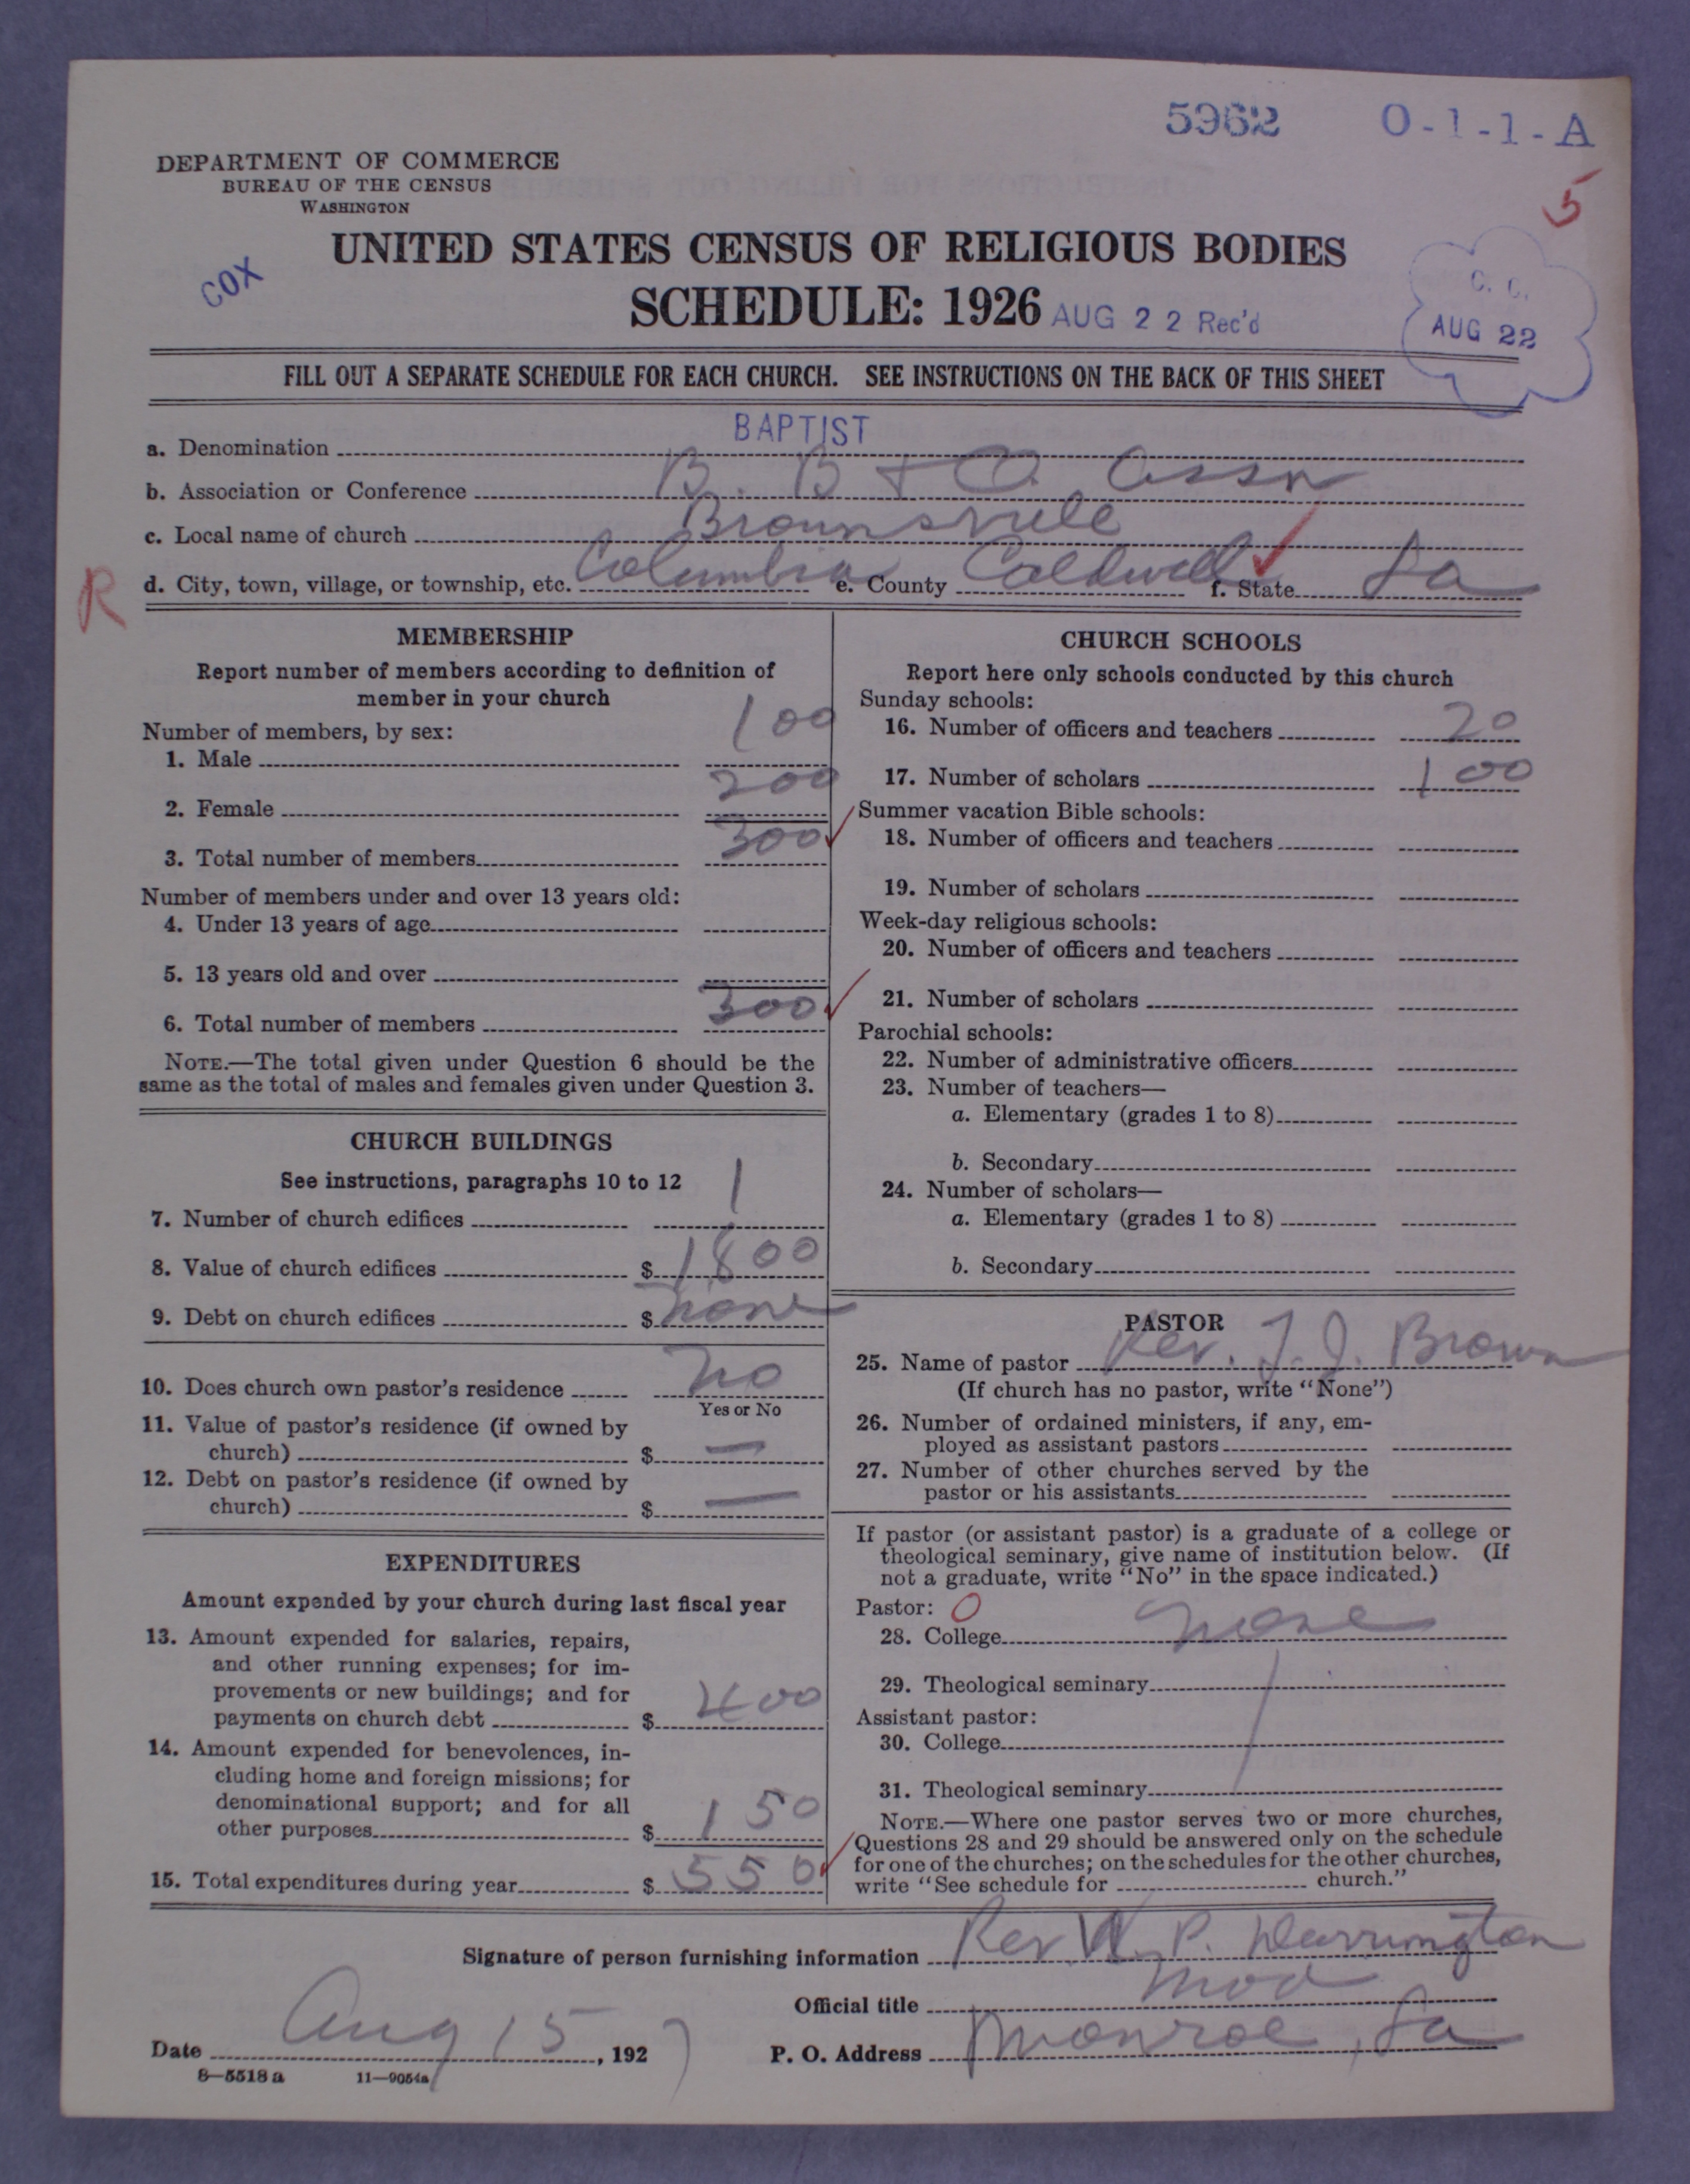 5962 O-1-1-A
5
DEPARTMENT OF COMMERCE
BUREAU OF THE CENSUS
WASHINGTON
COX
UNITED STATES CENSUS OF RELIGIOUS BODIES
SCHEDULE: 1926 AUG 22 Rec'd
C. C.
AUG 22
FILL OUT A SEPARATE SCHEDULE FOR EACH CHURCH. SEE INSTRUCTIONS ON THE BACK OF THIS SHEET
a. Denomination BAPTIST
b. Association or Conference B. B & O. Assn
c. Local name of church Brownsville
R
d. City, town, village, or township, etc. Columbia e. County Caldwell f. State La
MEMBERSHIP
Report number of members according to definition of
member in your church
Number of members, by sex:
1. Male 100
2. Female 200
3. Total number of members 300
Number of members under and over 13 years old:
4. Under 13 years of age
5. 13 years old and over
6. Total number of members 300
NOTE.—The total given under Question 6 should be the
same as the total of males and females given under Question 3.
CHURCH BUILDINGS
See instructions, paragraphs 10 to 12
7. Number of church edifices 1
8. Value of church edifices $ 1800
9. Debt on church edifices $ None
10. Does church own pastor's residence No
Yes or No
11. Value of pastor's residence (if owned by
church) $ —
12. Debt on pastor's residence (if owned by
church) $ —
EXPENDITURES
Amount expended by your church during last fiscal year
13. Amount expended for salaries, repairs,
and other running expenses; for im-
provements or new buildings; and for
payments on church debt $ 400
14. Amount expended for benevolences, in-
cluding home and foreign missions; for
denominational support; and for all
other purposes $ 150
15. Total expenditures during year $ 550
CHURCH SCHOOLS
Report here only schools conducted by this church
Sunday schools:
16. Number of officers and teachers 20
17. Number of scholars 100
Summer vacation Bible schools:
18. Number of officers and teachers
19. Number of scholars
Week-day religious schools:
20. Number of officers and teachers
21. Number of scholars
Parochial schools:
22. Number of administrative officers
23. Number of teachers—
a. Elementary (grades 1 to 8)
b. Secondary
24. Number of scholars—
a. Elementary (grades 1 to 8)
b. Secondary
PASTOR
25. Name of pastor Rev. J. J. Brown
(If church has no pastor, write "None")
26. Number of ordained ministers, if any, em-
ployed as assistant pastors
27. Number of other churches served by the
pastor or his assistants
If pastor (or assistant pastor) is a graduate of a college or
theological seminary, give name of institution below. (If
not a graduate, write "No" in the space indicated.)
Pastor: O
28. College None
29. Theological seminary
Assistant pastor:
30. College
31. Theological seminary
NOTE.—Where one pastor serves two or more churches,
Questions 28 and 29 should be answered only on the schedule
for one of the churches; on the schedules for the other churches,
write "See schedule for church."
Signature of person furnishing information Rev W. P. Darrington
Official title Mod
Date Aug 15, 1927 P. O. Address Monroe, La
8—5518 a 11—9054a